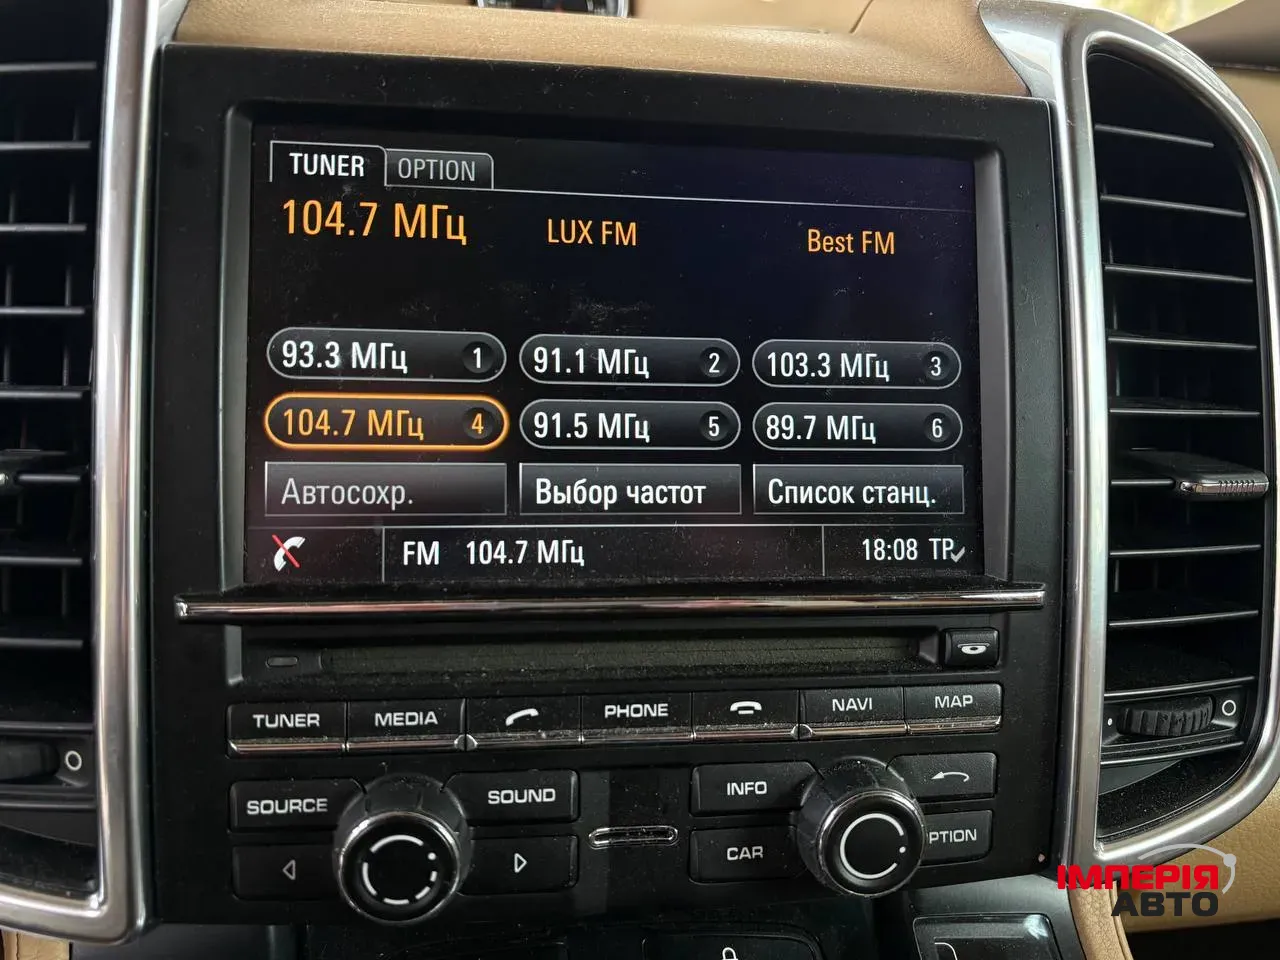 TUNER OPTION
104.7 МГц LUX FM Best FM
93.3 МГц 1 91.1 МГц 2 103.3 МГц 3
104.7 МГц 4 91.5 МГц 5 89.7 МГц 6
Автосохр. Выбор частот Список станц.
FM 104.7 МГц 18:08 TP
TUNER MEDIA PHONE NAVI MAP
SOURCE SOUND INFO
CAR PTION
ІМПЕРІЯ
АВТО